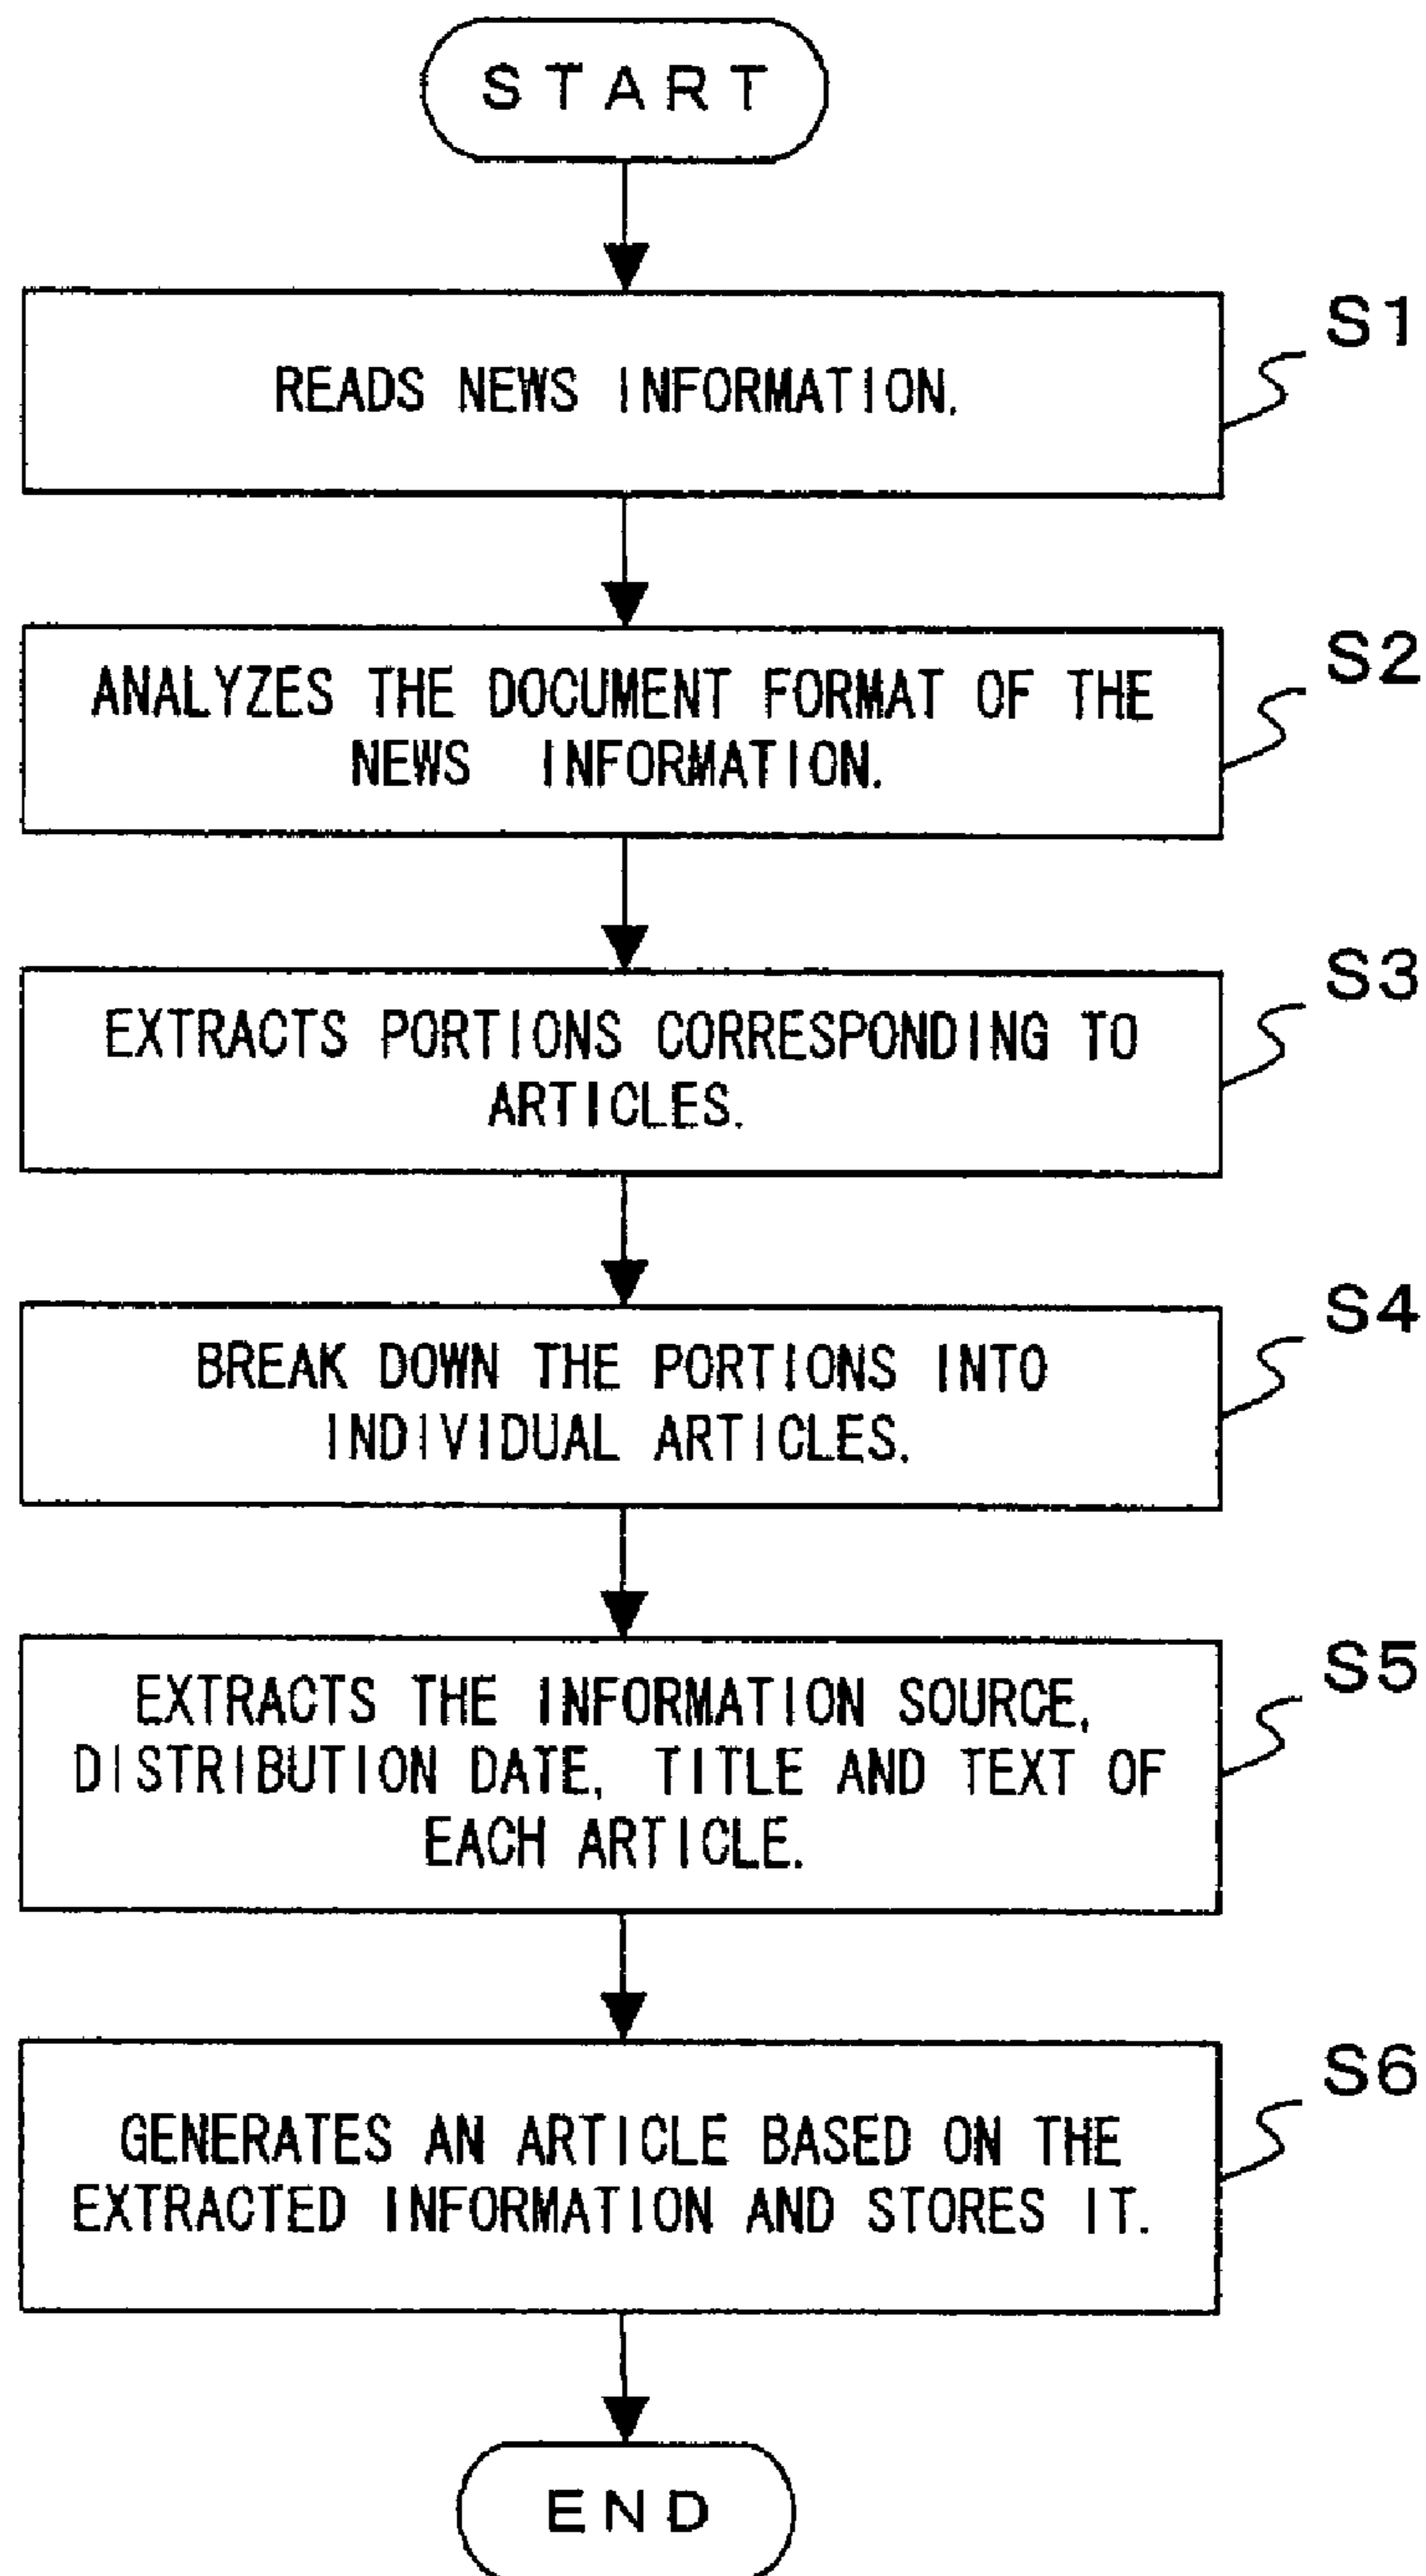 START
S1
READS NEWS INFORMATION.
S2
ANALYZES THE DOCUMENT FORMAT OF THE
NEWS INFORMATION.
S3
EXTRACTS PORTIONS CORRESPONDING TO
ARTICLES.
S4
BREAK DOWN THE PORTIONS INTO
INDIVIDUAL ARTICLES.
S5
EXTRACTS THE INFORMATION SOURCE,
DISTRIBUTION DATE, TITLE AND TEXT OF
EACH ARTICLE.
S6
GENERATES AN ARTICLE BASED ON THE
EXTRACTED INFORMATION AND STORES IT.
END